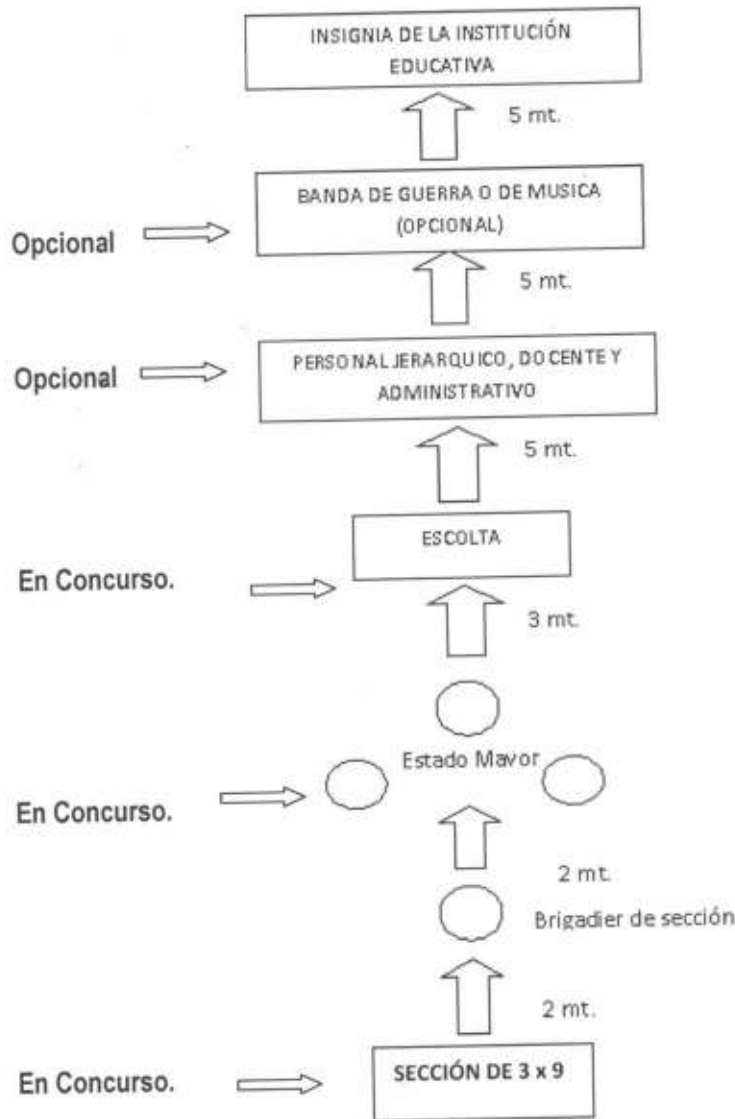 INSIGNIA DE LA INSTITUCIÓN
EDUCATIVA
5 mt.
BANDA DE GUERRA O DE MUSICA
(OPCIONAL)
Opcional
5 mt.
PERSONAL JERARQUICO, DOCENTE Y
ADMINISTRATIVO
Opcional
5 mt.
ESCOLTA
En Concurso.
3 mt.
Estado Mayor
En Concurso.
2 mt.
Brigadier de sección
2 mt.
SECCIÓN DE 3 x 9
En Concurso.